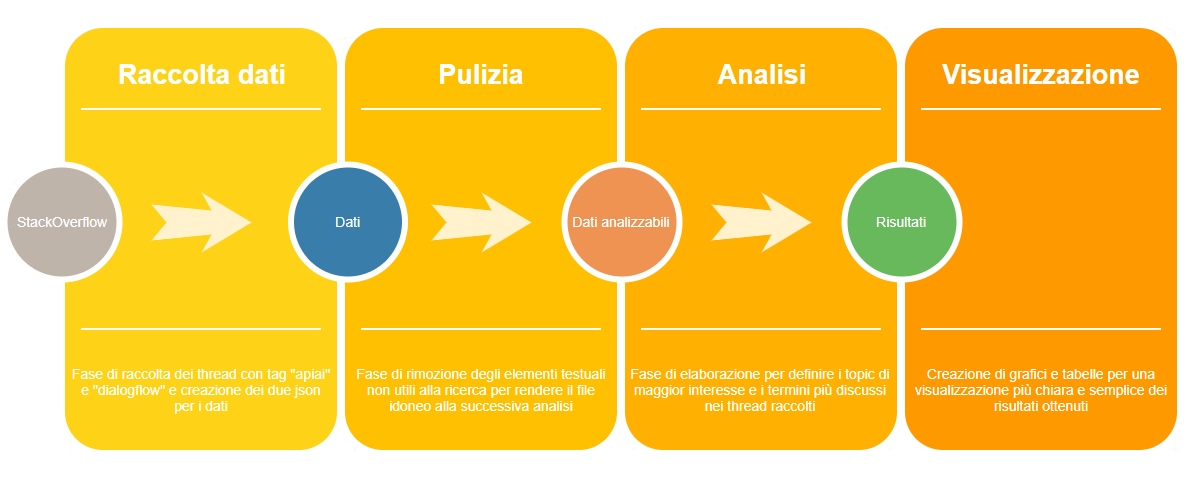 Raccolta dati
Pulizia
Analisi
Visualizzazione
StackOverflow
Dati
Dati analizzabili
Risultati
Fase di raccolta dei thread con tag "apiai"
e "dialogflow" e creazione dei due json
per i dati
Fase di rimozione degli elementi testuali
non utili alla ricerca per rendere il file
idoneo alla successiva analisi
Fase di elaborazione per definire i topic di
maggior interesse e i termini più discussi
nei thread raccolti
Creazione di grafici e tabelle per una
visualizzazione più chiara e semplice dei
risultati ottenuti